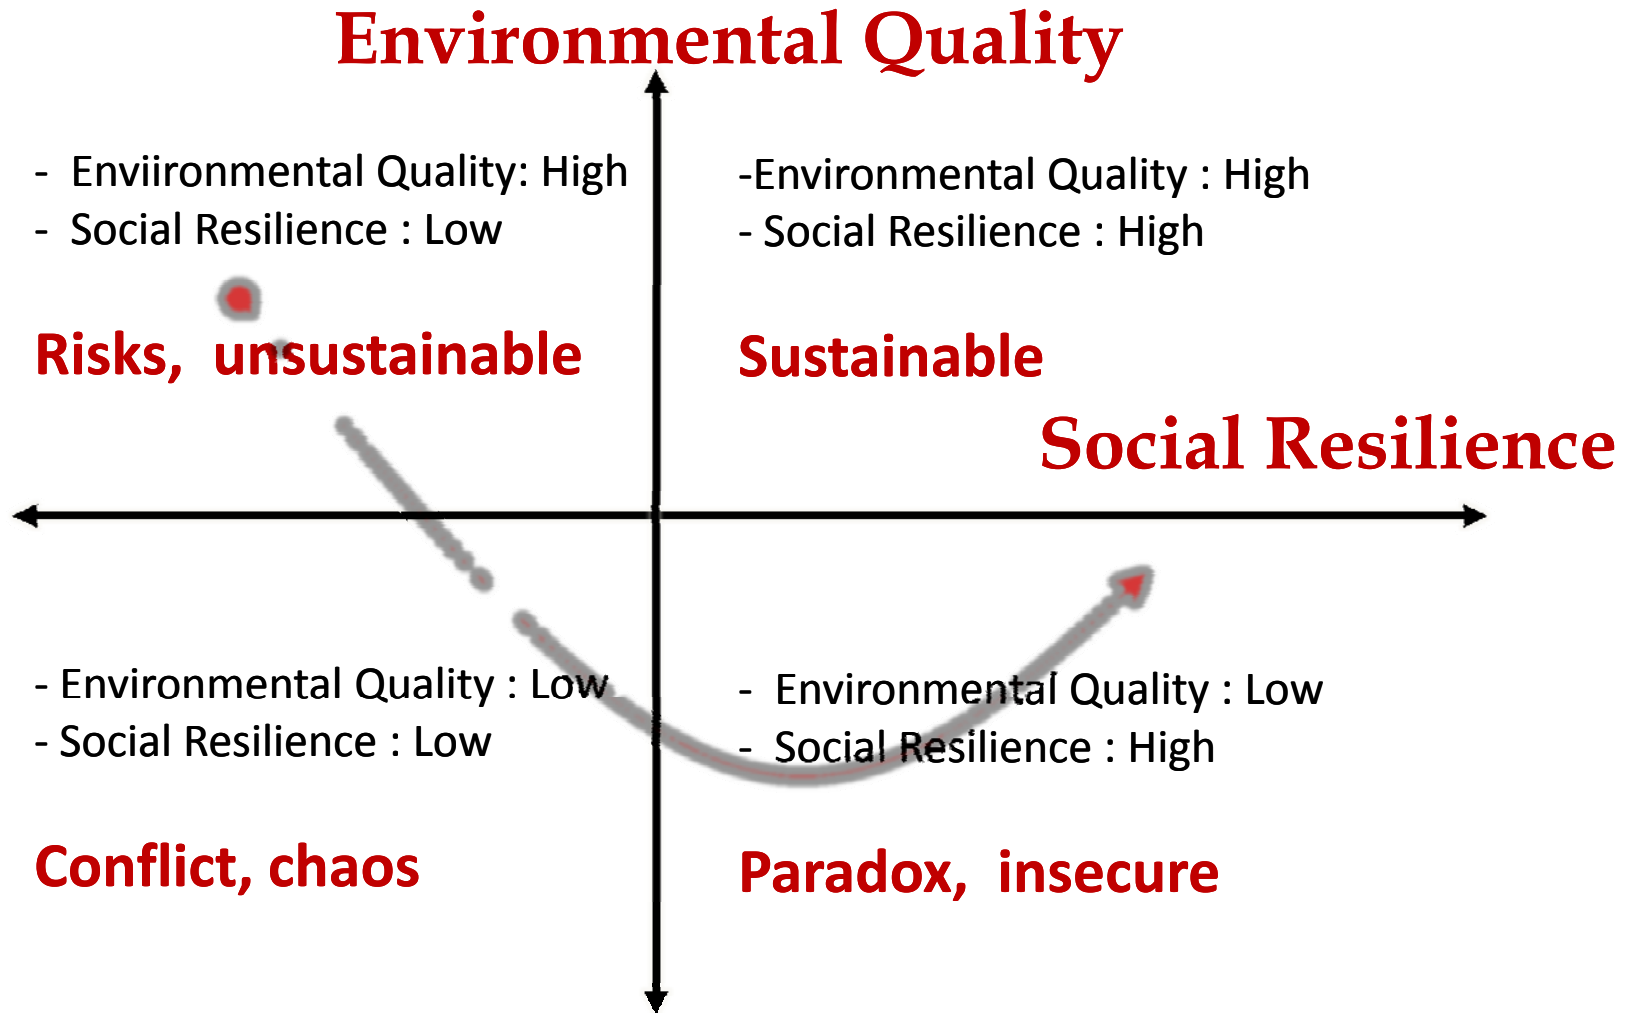 Environmental Quality
- Enviironmental Quality: High
- Social Resilience : Low
Risks, unsustainable
-Environmental Quality : High
- Social Resilience : High
Sustainable
Social Resilience
- Environmental Quality : Low
- Social Resilience : Low
Conflict, chaos
- Environmental Quality : Low
- Social Resilience : High
Paradox, insecure